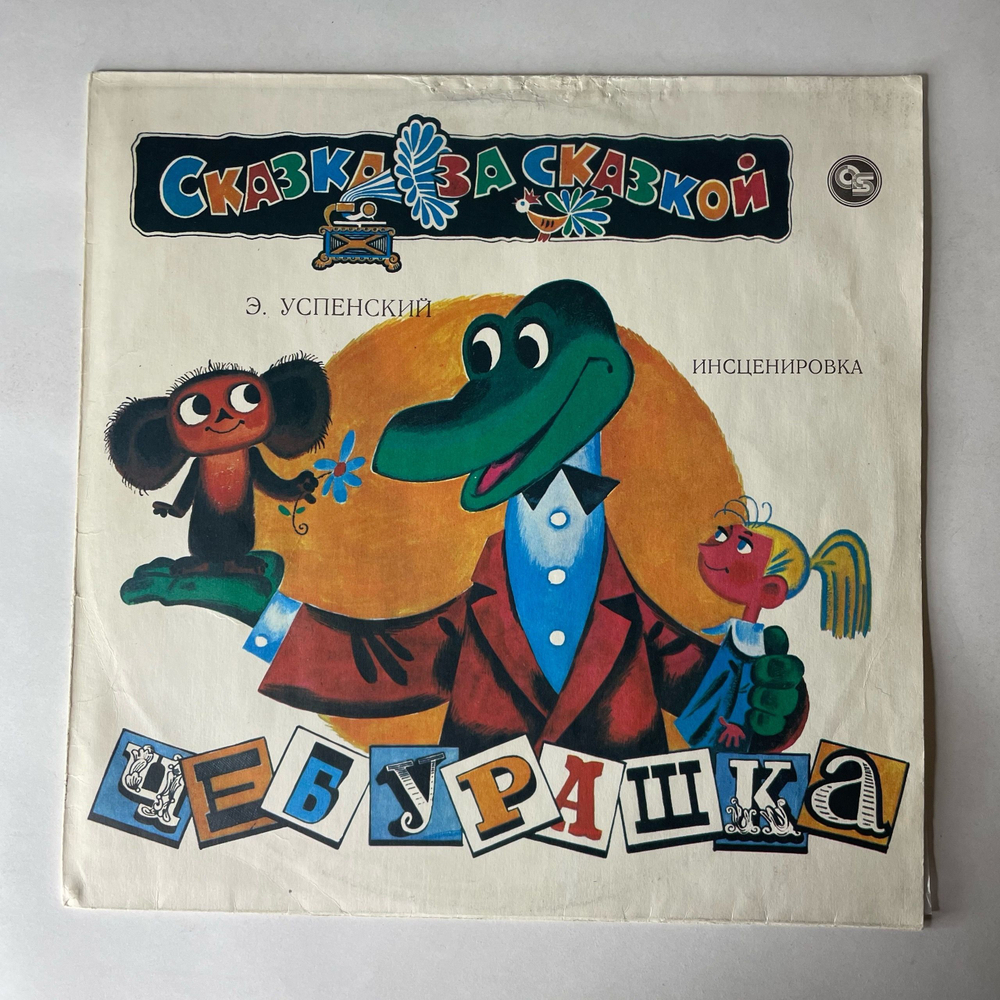 Сказка за сказкой
Э. УСПЕНСКИЙ
ИНСЦЕНИРОВКА
ЧЕБУРАШКа